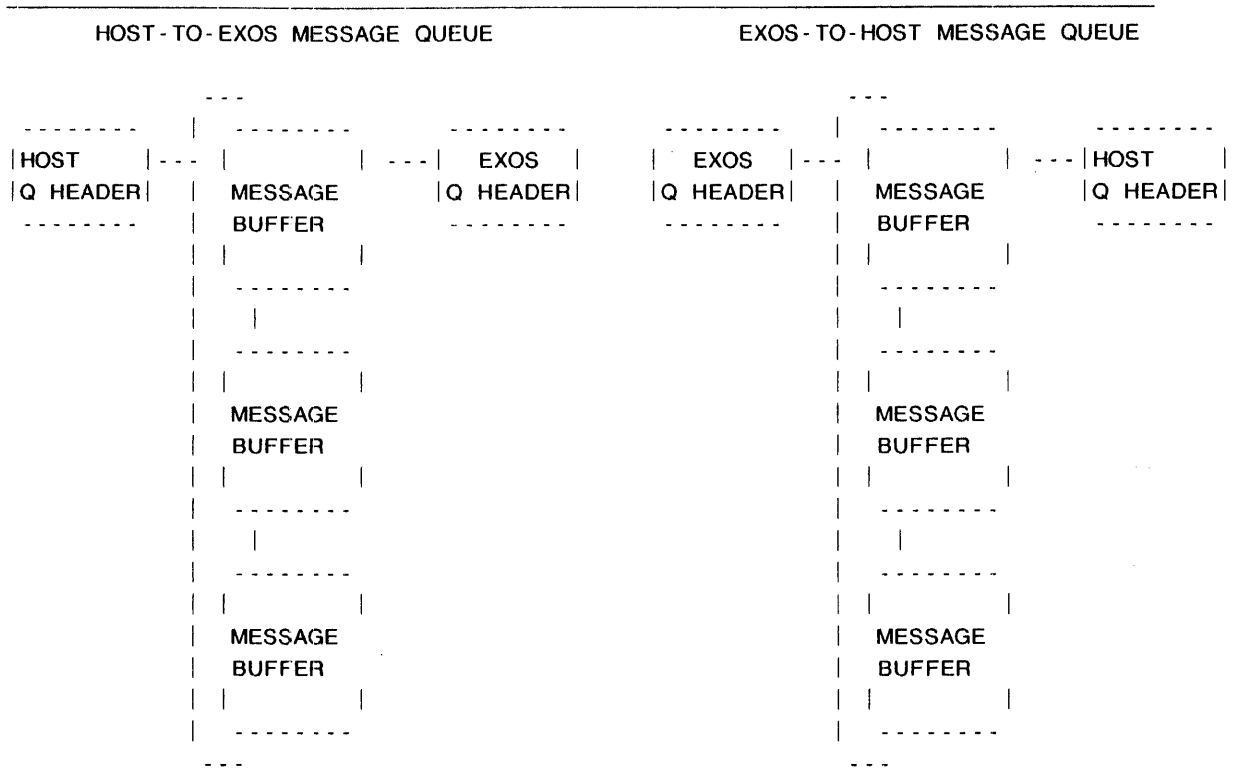 HOST-TO-EXOS MESSAGE QUEUE EXOS-TO-HOST MESSAGE QUEUE
HOST EXOS EXOS HOST
Q HEADER MESSAGE Q HEADER Q HEADER MESSAGE Q HEADER
BUFFER BUFFER
MESSAGE MESSAGE
BUFFER BUFFER
MESSAGE MESSAGE
BUFFER BUFFER